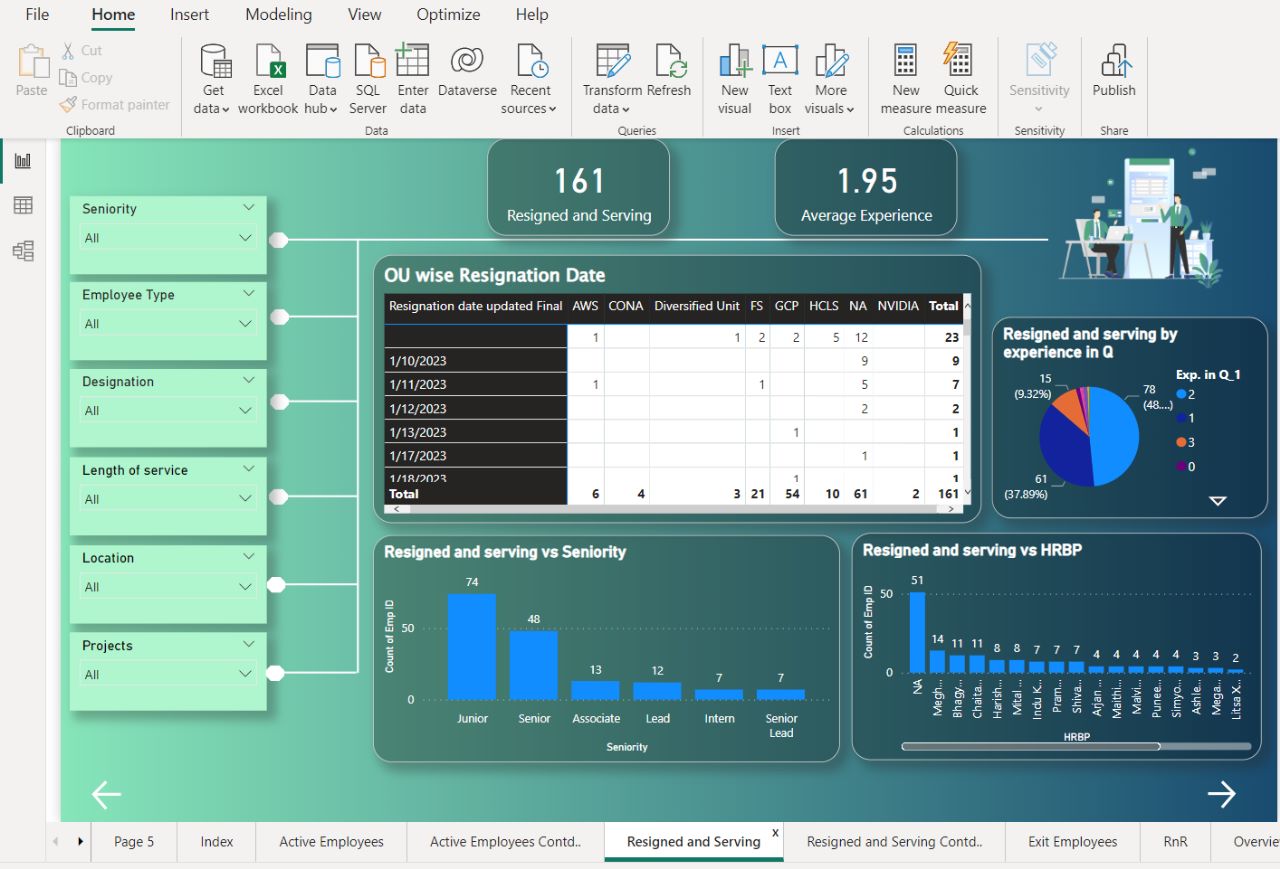 File Home Insert Modeling View Optimize Help
Paste
Cut
Copy
Format painter
Clipboard
Get data
Excel workbook
Data hub
SQL Server
Enter data
Dataverse
Recent sources
Data
Transform data
Refresh
Queries
New visual
Text box
More visuals
Insert
New measure
Quick measure
Calculations
Sensitivity
Sensitivity
Publish
Share
161
Resigned and Serving
1.95
Average Experience
Seniority
All
Employee Type
All
Designation
All
Length of service
All
Location
All
Projects
All
OU wise Resignation Date
Resignation date updated Final AWS CONA Diversified Unit FS GCP HCLS NA NVIDIA Total
1 1 2 2 5 12 23
1/10/2023 9 9
1/11/2023 1 1 5 7
1/12/2023 2 2
1/13/2023 1 1
1/17/2023 1 1
1/18/2023 1 1
Total 6 4 3 21 54 10 61 2 161
Resigned and serving by
experience in Q
15
(9.32%)
78
(48....)
61
(37.89%)
Exp. in Q_1
2
1
3
0
Resigned and serving vs Seniority
Count of Emp ID
50
0
74 48 13 12 7 7
Junior Senior Associate Lead Intern Senior Lead
Seniority
Resigned and serving vs HRBP
Count of Emp ID
50
0
51 14 11 11 8 8 7 7 7 4 4 4 4 4 3 3 2
NA Megh... Bhagy... Chaita... Harish... Mital ... Indu K... Pram... Shiva... Arjan ... Maithi... Malvi... Punee... Simyo... Ashle... Mega... Litsa X...
HRBP
Page 5 Index Active Employees Active Employees Contd.. Resigned and Serving x Resigned and Serving Contd.. Exit Employees RnR Overvie